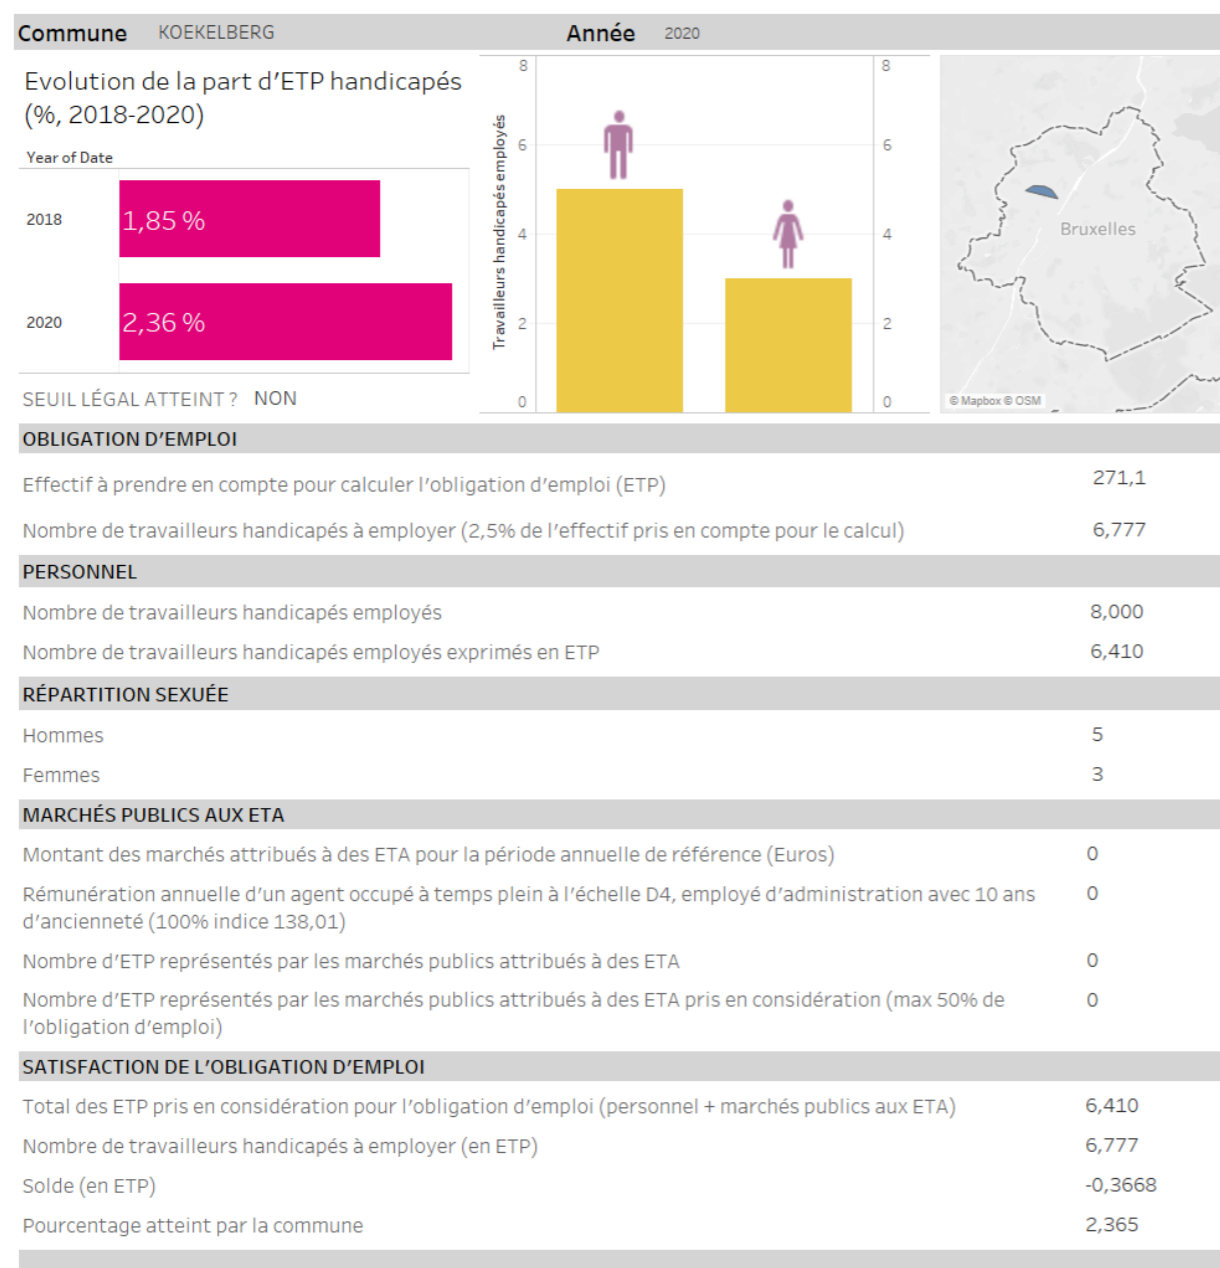 Commune KOEKELBERG Année 2020
Evolution de la part d'ETP handicapés
(%, 2018-2020)
Year of Date
2018 1,85 %
2020 2,36 %
SEUIL LÉGAL ATTEINT ? NON
Travailleurs handicapés employés
8 8
6 6
4 4
2 2
0 0
Bruxelles
© Mapbox © OSM
OBLIGATION D'EMPLOI
Effectif à prendre en compte pour calculer l'obligation d'emploi (ETP) 271,1
Nombre de travailleurs handicapés à employer (2,5% de l'effectif pris en compte pour le calcul) 6,777
PERSONNEL
Nombre de travailleurs handicapés employés 8,000
Nombre de travailleurs handicapés employés exprimés en ETP 6,410
RÉPARTITION SEXUÉE
Hommes 5
Femmes 3
MARCHÉS PUBLICS AUX ETA
Montant des marchés attribués à des ETA pour la période annuelle de référence (Euros) 0
Rémunération annuelle d'un agent occupé à temps plein à l'échelle D4, employé d'administration avec 10 ans 0
d'ancienneté (100% indice 138,01)
Nombre d'ETP représentés par les marchés publics attribués à des ETA 0
Nombre d'ETP représentés par les marchés publics attribués à des ETA pris en considération (max 50% de 0
l'obligation d'emploi)
SATISFACTION DE L'OBLIGATION D'EMPLOI
Total des ETP pris en considération pour l'obligation d'emploi (personnel + marchés publics aux ETA) 6,410
Nombre de travailleurs handicapés à employer (en ETP) 6,777
Solde (en ETP) -0,3668
Pourcentage atteint par la commune 2,365